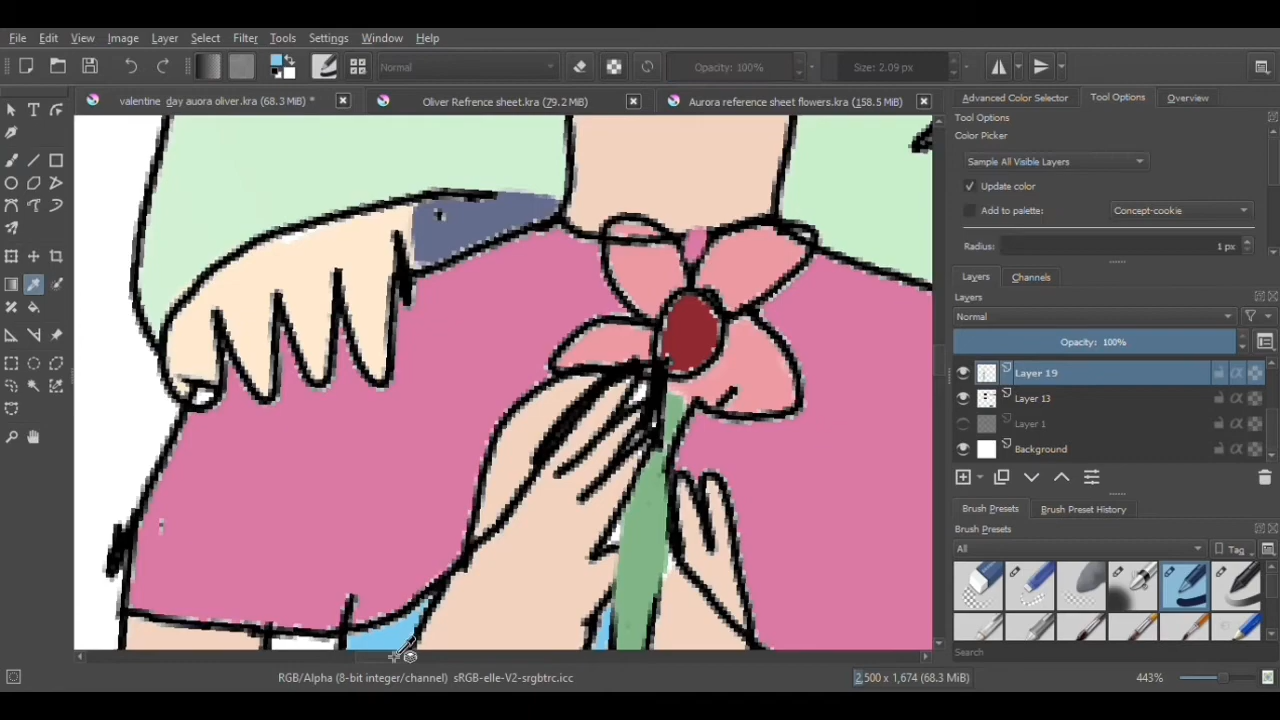 File Edit View Image Layer Select Filter Tools Settings Window Help
Normal Opacity: 100% Size: 2.09 px
valentine day auora oliver.kra (68.3 MiB) * Oliver Refrence sheet.kra (79.2 MiB) Aurora reference sheet flowers.kra (158.5 MiB)
Advanced Color Selector Tool Options Overview
Tool Options
Color Picker
Sample All Visible Layers
Update color
Add to palette: Concept-cookie
Radius: 1 px
Layers Channels
Layers
Normal
Opacity: 100%
Layer 19
Layer 13
Layer 1
Background
Brush Presets Brush Preset History
Brush Presets
All Tag
Search
RGB/Alpha (8-bit integer/channel) sRGB-elle-V2-srgbtrc.icc 2,500 x 1,674 (68.3 MiB) 443%